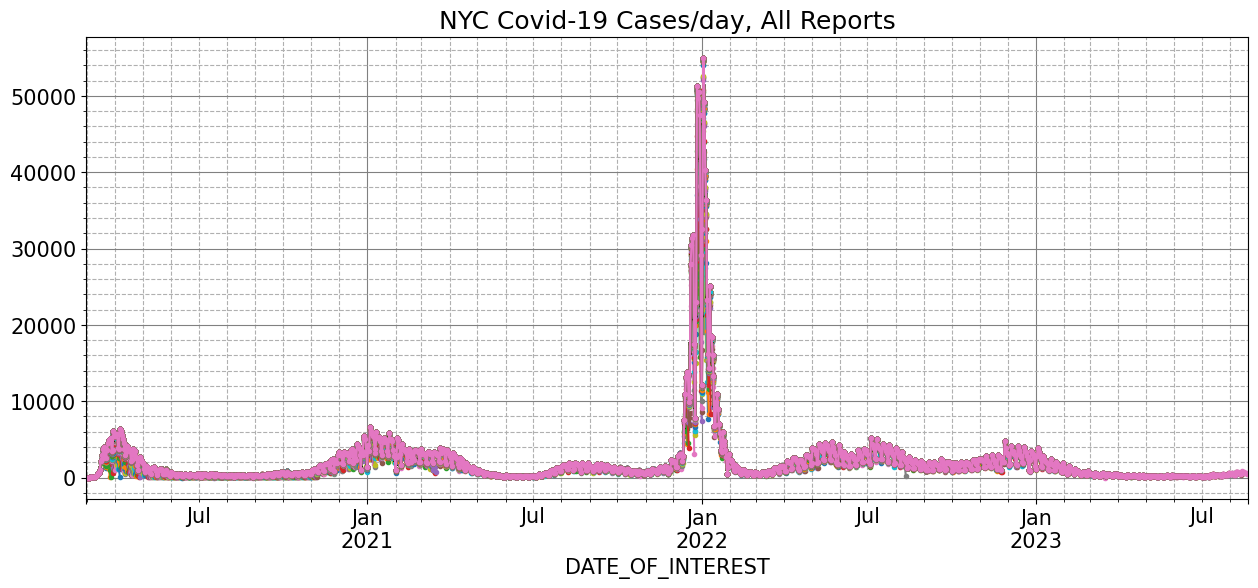 NYC Covid-19 Cases/day, All Reports
50000
40000
30000
20000
10000
0
Jul Jan Jul Jan Jul Jan Jul
2021 2022 2023
DATE_OF_INTEREST